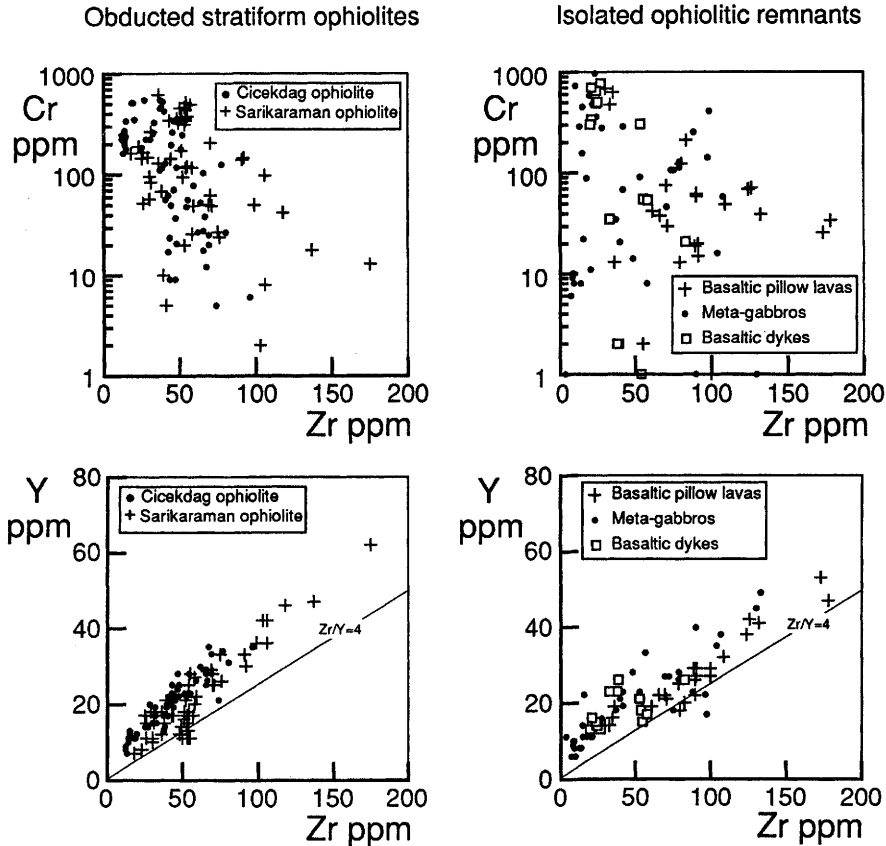 Obducted stratiform ophiolites
Isolated ophiolitic remnants
Cr
ppm
1000
100
10
1
Cicekdag ophiolite
Sarikaraman ophiolite
0
50
100
150
200
Zr ppm
Cr
ppm
1000
100
10
1
Basaltic pillow lavas
Meta-gabbros
Basaltic dykes
0
50
100
150
200
Zr ppm
Y
ppm
80
60
40
20
0
Cicekdag ophiolite
Sarikaraman ophiolite
Zr/Y=4
0
50
100
150
200
Zr ppm
Y
ppm
80
60
40
20
0
Basaltic pillow lavas
Meta-gabbros
Basaltic dykes
Zr/Y=4
0
50
100
150
200
Zr ppm